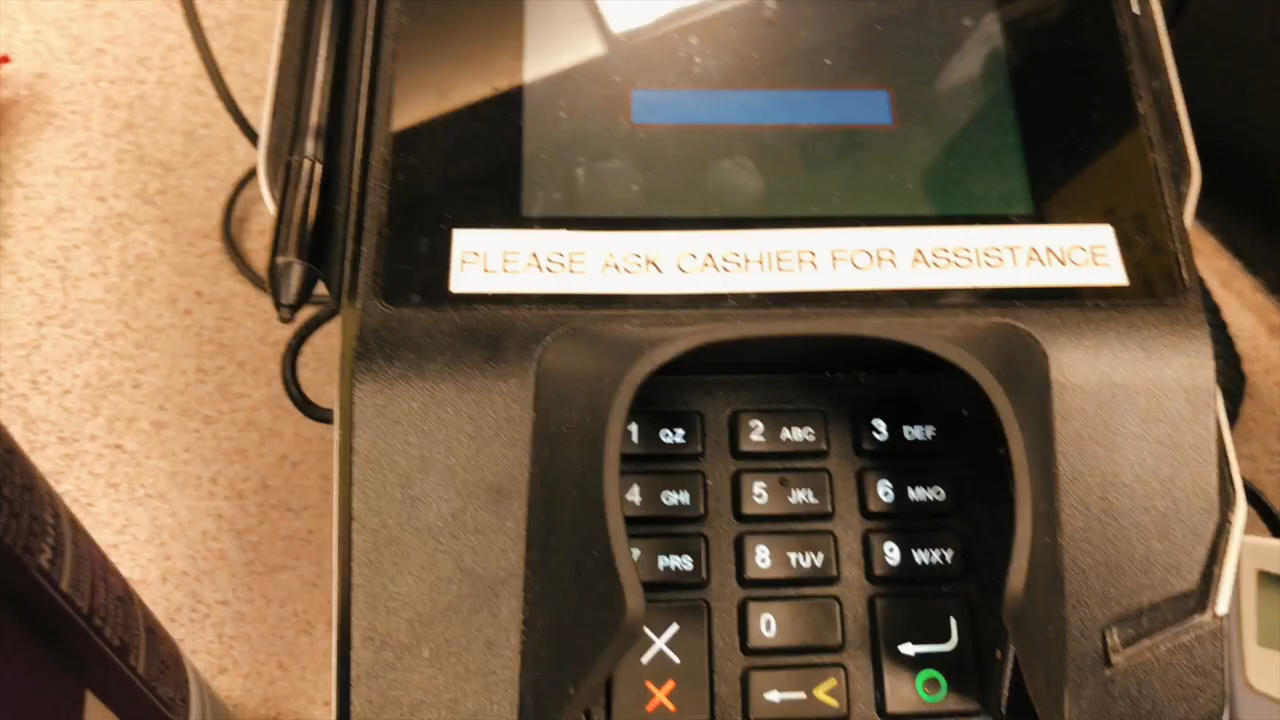 PLEASE ASK CASHIER FOR ASSISTANCE
1 QZ 2 ABC 3 DEF
4 GHI 5 JKL 6 MNO
7 PRS 8 TUV 9 WXY
0